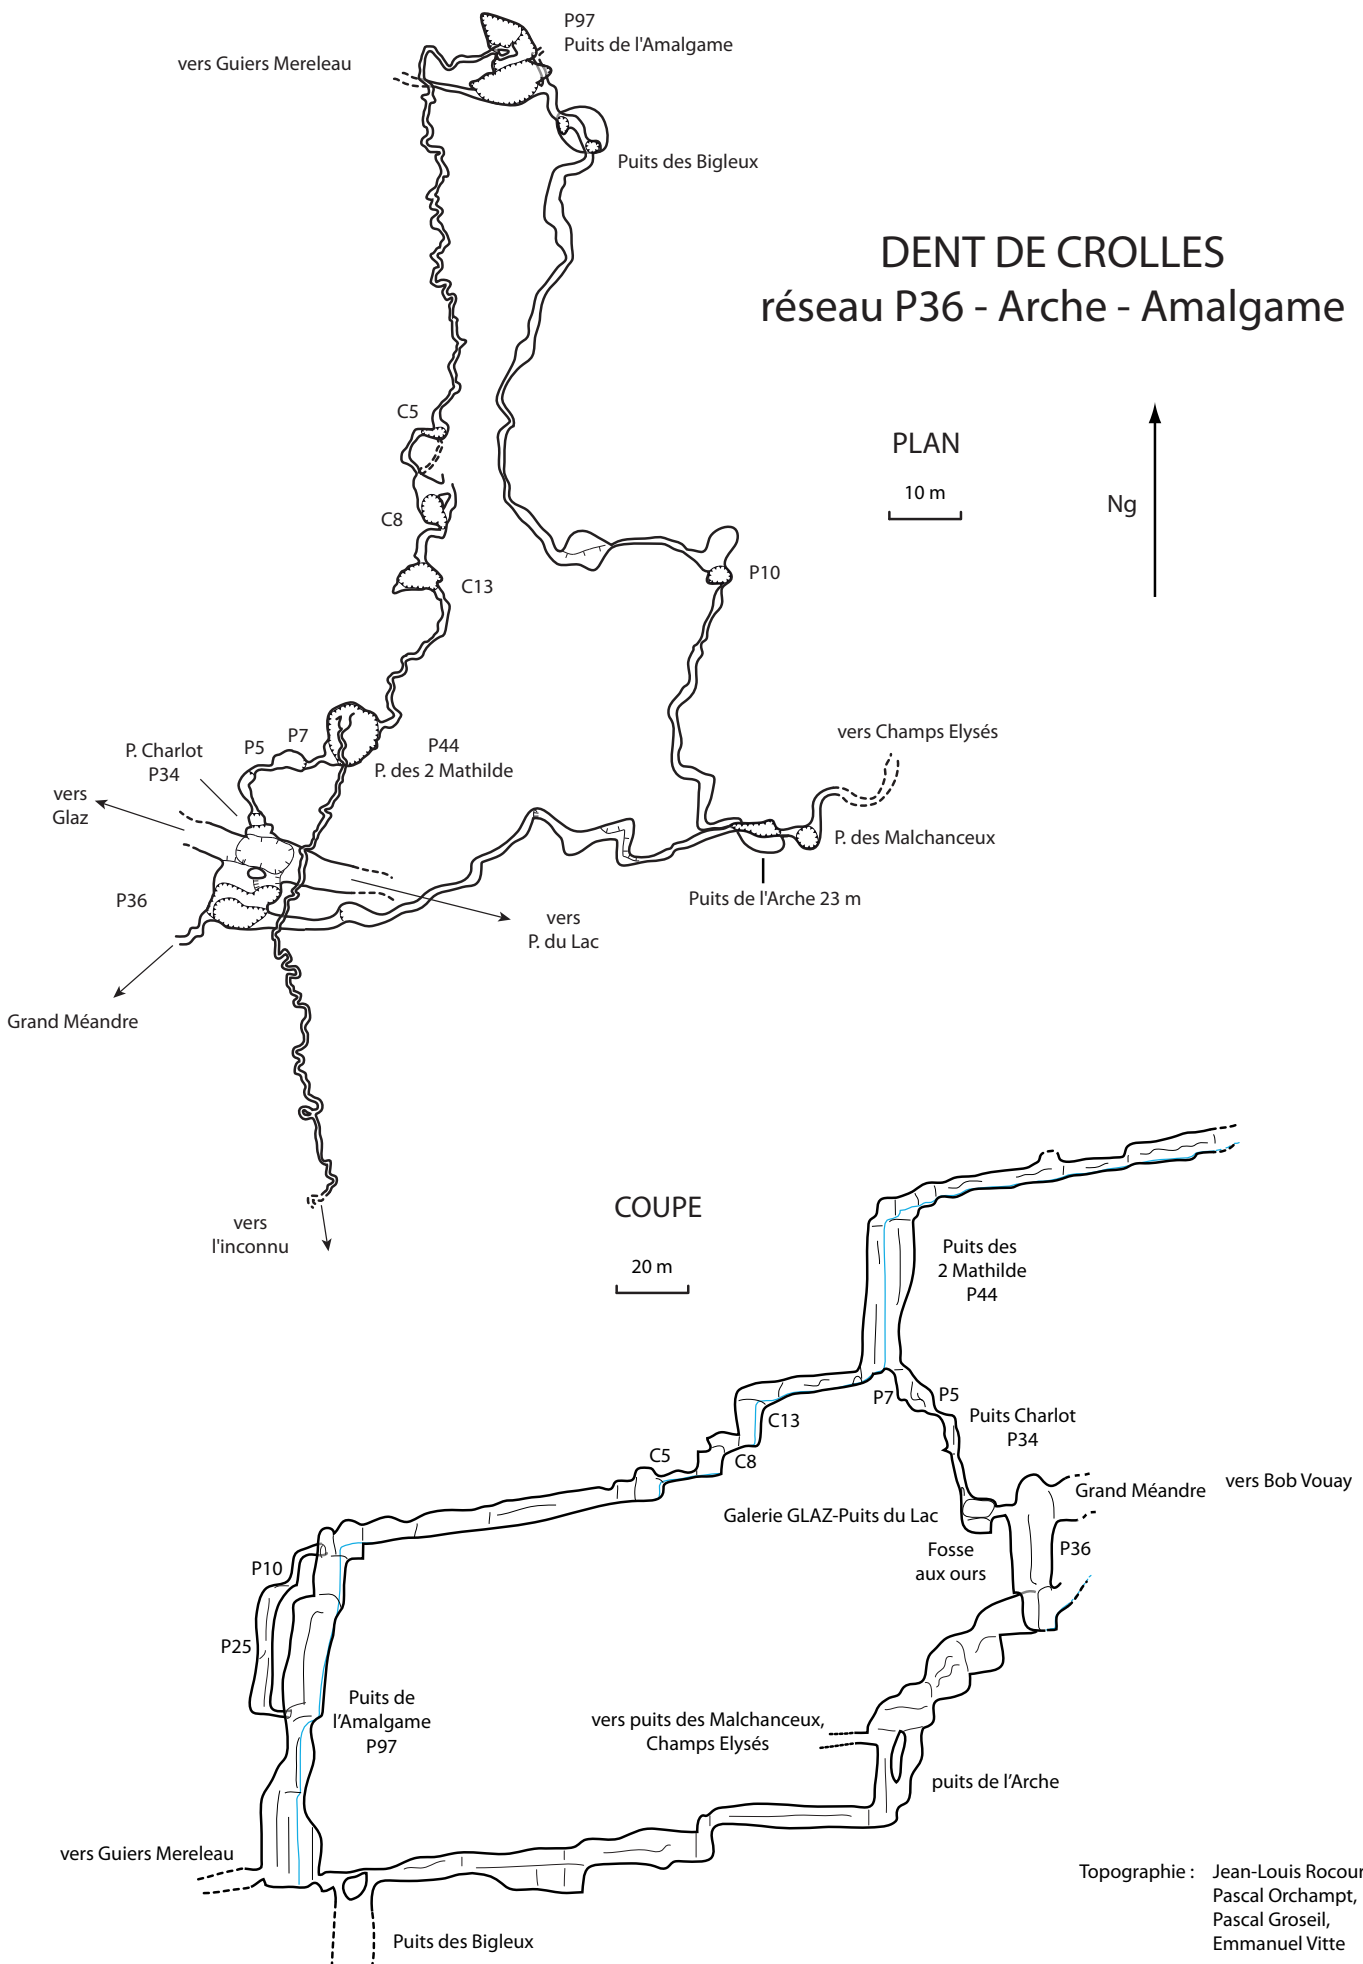 P97
Puits de l'Amalgame
vers Guiers Mereleau
Puits des Bigleux
DENT DE CROLLES
réseau P36 - Arche - Amalgame
C5
PLAN
10 m
Ng
C8
P10
C13
vers Champs Elysés
P7
P5
P. Charlot
P34
P44
P. des 2 Mathilde
vers
Glaz
P. des Malchanceux
P36
Puits de l'Arche 23 m
vers
P. du Lac
Grand Méandre
vers
l'inconnu
COUPE
20 m
Puits des
2 Mathilde
P44
P7
P5
C13
Puits Charlot
P34
C5
C8
Grand Méandre
vers Bob Vouay
Galerie GLAZ-Puits du Lac
Fosse
aux ours
P36
P10
P25
Puits de
l'Amalgame
P97
vers puits des Malchanceux,
Champs Elysés
puits de l'Arche
vers Guiers Mereleau
Puits des Bigleux
Topographie : Jean-Louis Rocour
Pascal Orchampt,
Pascal Groseil,
Emmanuel Vitte